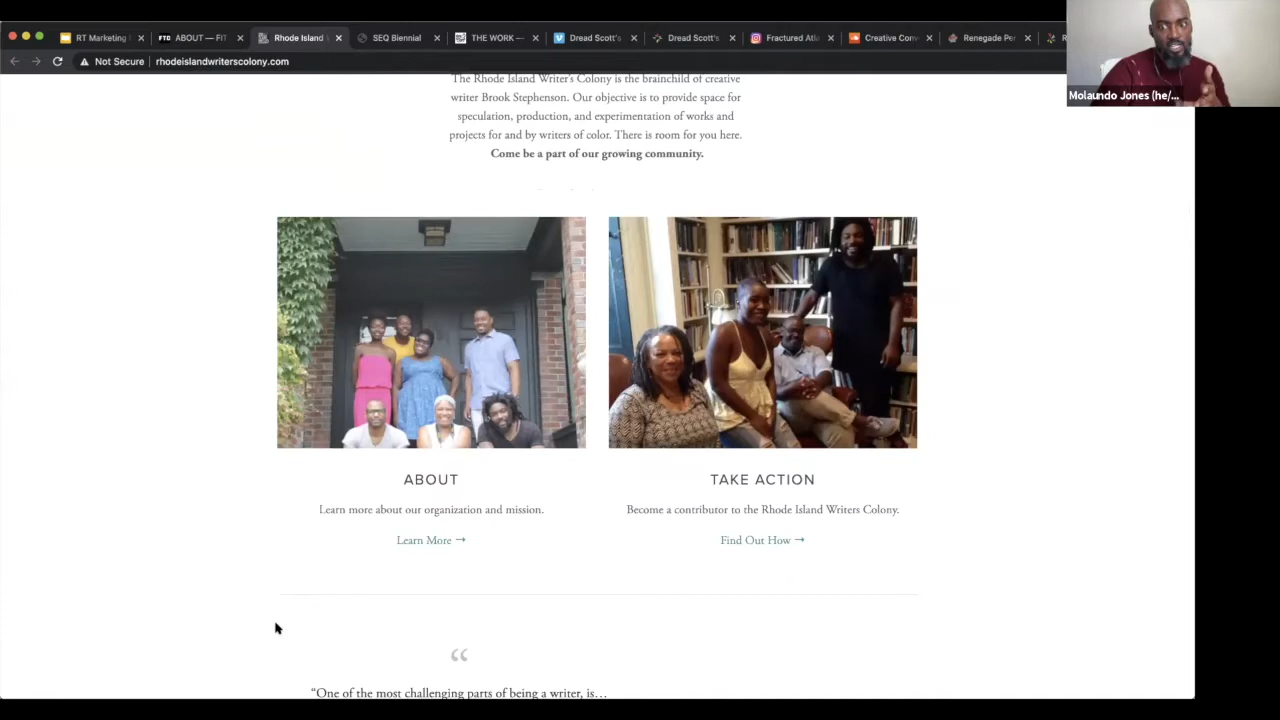 RT Marketing
ABOUT — FIT
Rhode Island
SEQ Biennial
THE WORK —
Dread Scott's
Dread Scott's
Fractured Atla
Creative Conv
Renegade Per
Not Secure | rhodeislandwriterscolony.com
Molaundo Jones (he/...
The Rhode Island Writer's Colony is the brainchild of creative
writer Brook Stephenson. Our objective is to provide space for
speculation, production, and experimentation of works and
projects for and by writers of color. There is room for you here.
Come be a part of our growing community.
ABOUT
Learn more about our organization and mission.
Learn More →
TAKE ACTION
Become a contributor to the Rhode Island Writers Colony.
Find Out How →
“
“One of the most challenging parts of being a writer, is…